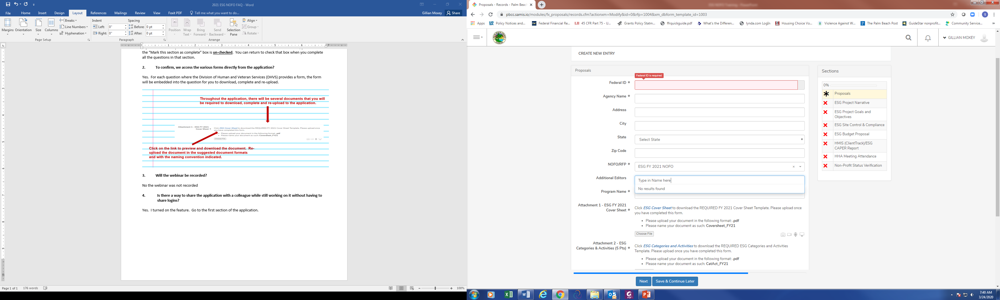 2021 ESG NOFO FAQ - Word
File Home Insert Design Layout References Mailings Review View Foxit PDF Tell me what you want to do... Gillian Moxey Share
Margins Orientation Size Columns
Breaks
Line Numbers
Hyphenation
Page Setup
Indent Spacing
Left: 0" Before: 0 pt
Right: 0" After: 0 pt
Paragraph
Position Wrap Text Bring Forward Send Backward Selection Pane
Align
Group
Rotate
Arrange
the “Mark this section as complete” box is un-checked. You can return to check that box when you complete
all the questions in that section.
2. To confirm, we access the various forms directly from the application?
Yes. For each question where the Division of Human and Veteran Services (DHVS) provides a form, the form
will be embedded into the question for you to download, complete and re-upload.
Throughout the application, there will be several documents that you will
be required to download, complete and re-upload to the application.
Attachment 1 - ESG FY 2021
Cover Sheet *
Click ESG Cover Sheet to download the REQUIRED FY 2021 Cover Sheet Template. Please upload once
you have completed this form.
• Please upload your document in the following format: .pdf
• Please name your document as such: Coversheet_FY21
Choose File
Click on the link to preview and download the document. Re-
upload the document in the suggested document formats
and with the naming convention indicated.
3. Will the webinar be recorded?
No the webinar was not recorded
4. Is there a way to share the application with a colleague while still working on it without having to
share logins?
Yes. I turned on the feature. Go to the first section of the application.
Page 1 of 1 176 words 100%
Proposals - Records - Palm Beac
pbcc.samis.io/modules/fx_proposals/records.cfm?actionxm=Modify&id=0&rfp=1004&xm_dbform_template_id=1003
Apps Policy Notices and... Federal Financial Re... LII 45 CFR Part 75 - U... Grants Policy Statm... ffrquickguide.pdf What's the Differen... lynda.com LogIn Housing Choice Vo... Violence Against W... The Palm Beach Post GuideStar nonprofit... Community Service... »
GILLIAN MOXEY
CREATE NEW ENTRY
Proposals
Federal ID is required
Federal ID *
Agency Name *
Address
City
State Select State
Zip Code
NOFO/RFP * ESG FY 2021 NOFO
Additional Editors Type in Name here
No results found
Program Name *
Attachment 1 - ESG FY 2021
Cover Sheet *
Click ESG Cover Sheet to download the REQUIRED FY 2021 Cover Sheet Template. Please upload once
you have completed this form.
• Please upload your document in the following format: .pdf
• Please name your document as such: Coversheet_FY21
Choose File
Attachment 2 - ESG
Categories & Activities (5 Pts) *
Click ESG Categories and Activities to download the REQUIRED ESG Categories and Activities
Template. Please upload once you have completed this form.
• Please upload your document in the following format: .pdf
• Please name your document as such: CatAct_FY21
Next Save & Continue Later
Sections
0%
Proposals
ESG Project Narrative
ESG Project Goals and
Objectives
ESG Site Control & Compliance
ESG Budget Proposal
HMIS (ClientTrack)/ESG
CAPER Report
HHA Meeting Attendance
Non-Profit Status Verification
7:40 AM
3/24/2020